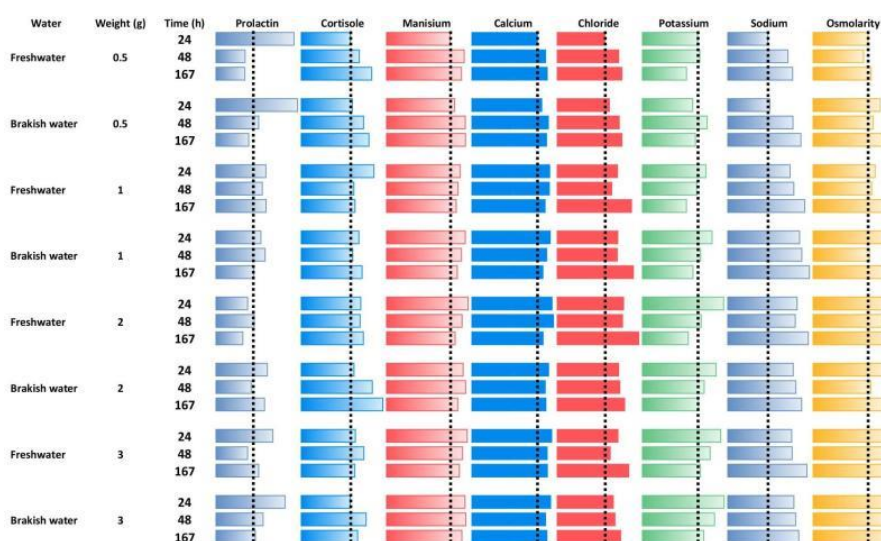 Water Weight (g) Time (h) Prolactin Cortisole Manisium Calcium Chloride Potassium Sodium Osmolarity
24
Freshwater 0.5 48
167
24
Brakish water 0.5 48
167
24
Freshwater 1 48
167
24
Brakish water 1 48
167
24
Freshwater 2 48
167
24
Brakish water 2 48
167
24
Freshwater 3 48
167
24
Brakish water 3 48
167